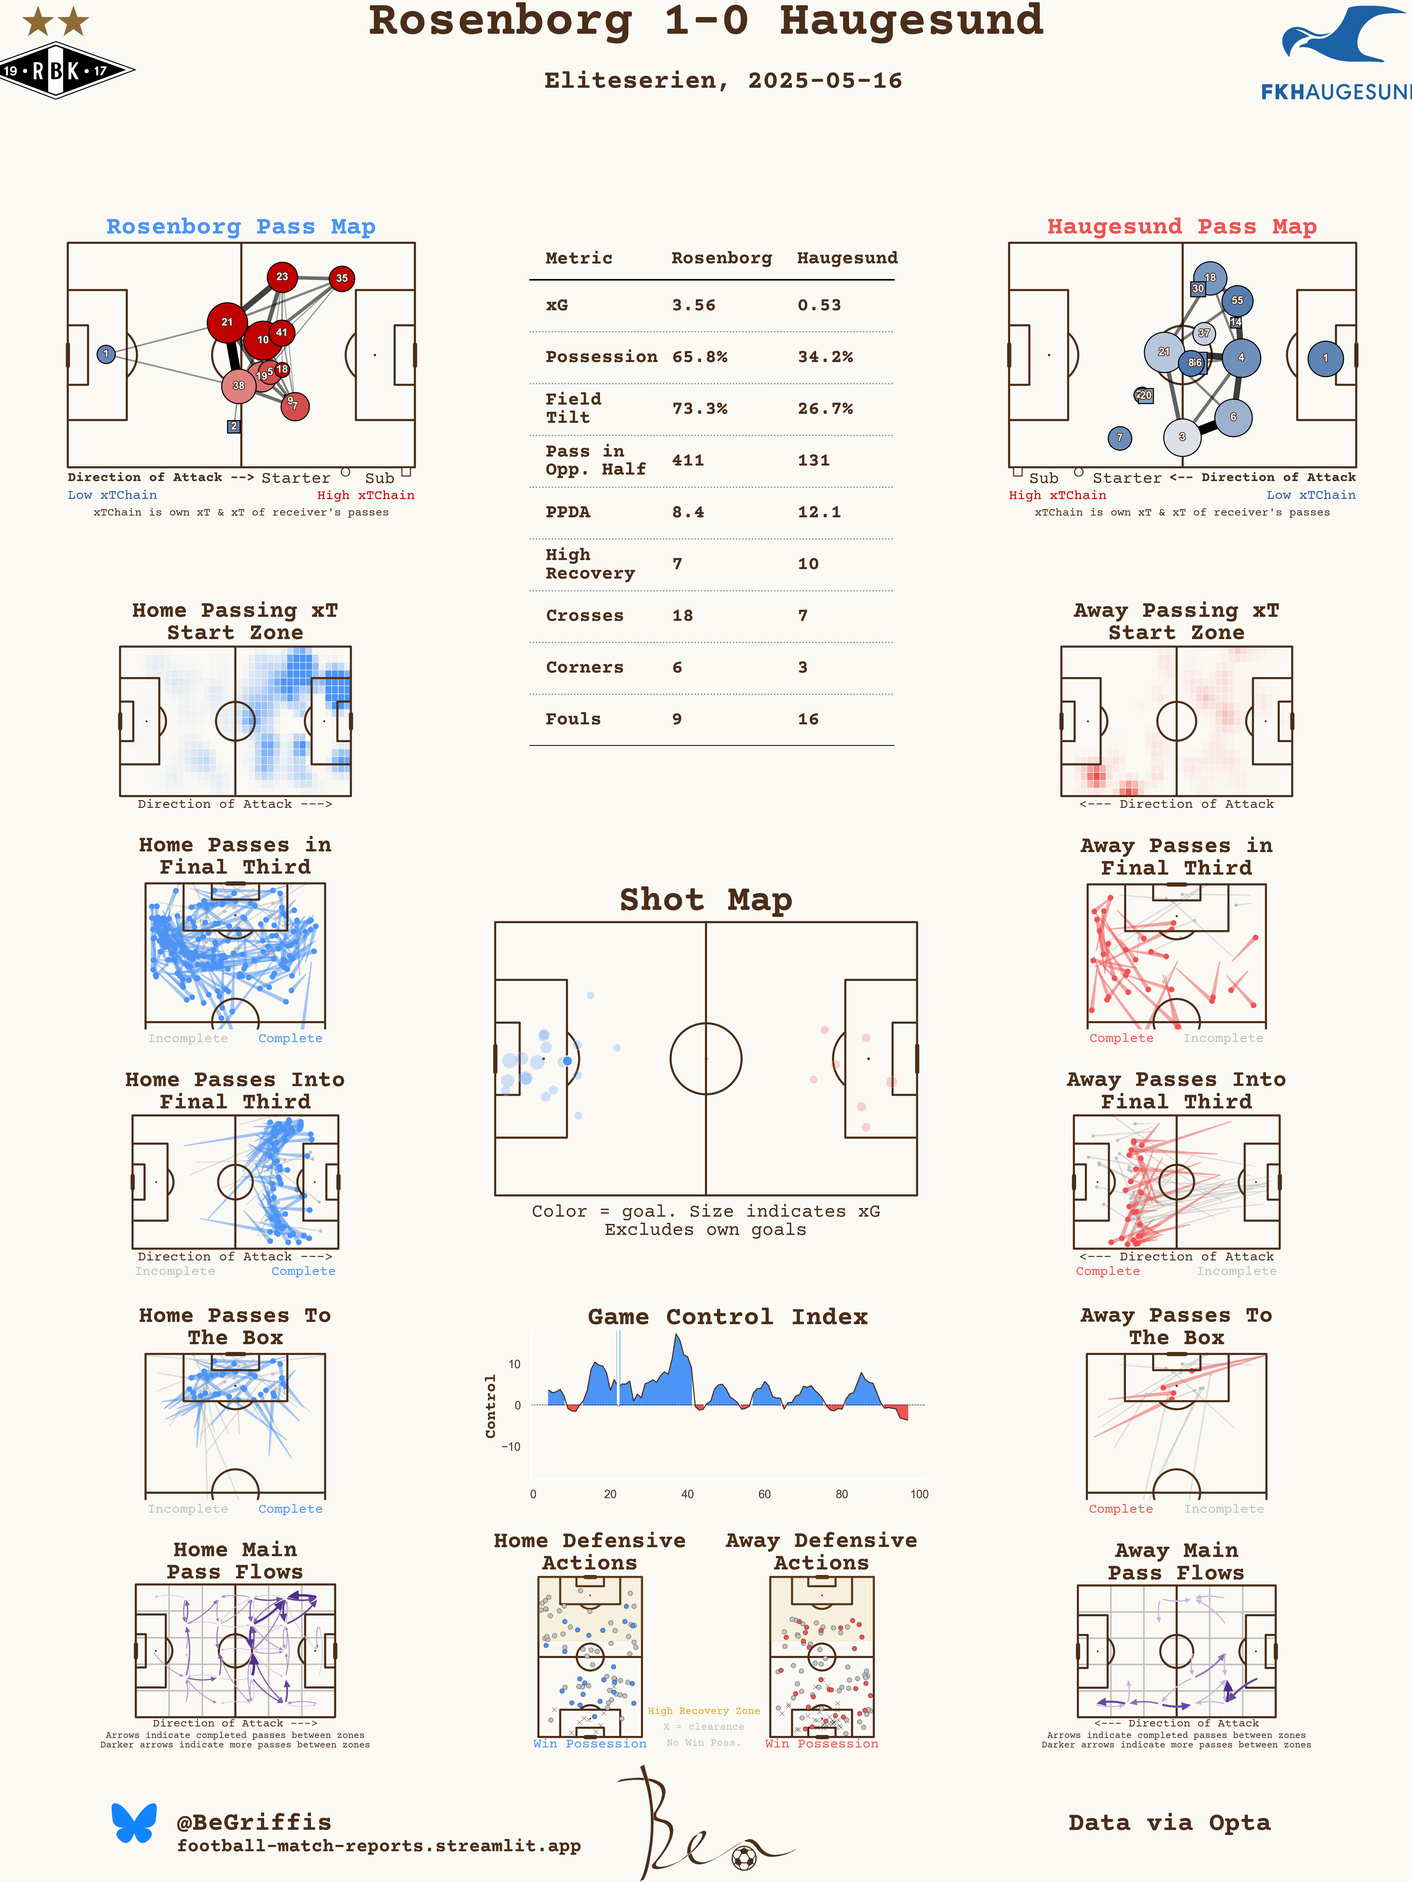 Rosenborg 1-0 Haugesund
Eliteserien, 2025-05-16
19 • RBK • 17
FKHAUGESUN
Rosenborg Pass Map
23
35
21
10
41
1
19
5
18
38
9
7
2
Direction of Attack --> Starter Sub
Low xTChain High xTChain
xTChain is own xT & xT of receiver's passes
Metric Rosenborg Haugesund
xG 3.56 0.53
Possession 65.8% 34.2%
Field
Tilt 73.3% 26.7%
Pass in
Opp. Half 411 131
PPDA 8.4 12.1
High
Recovery 7 10
Crosses 18 7
Corners 6 3
Fouls 9 16
Haugesund Pass Map
18
30
55
14
37
21
8
6
4
1
20
6
7
3
Sub Starter <-- Direction of Attack
High xTChain Low xTChain
xTChain is own xT & xT of receiver's passes
Home Passing xT
Start Zone
Direction of Attack --->
Away Passing xT
Start Zone
<--- Direction of Attack
Home Passes in
Final Third
Incomplete Complete
Away Passes in
Final Third
Complete Incomplete
Shot Map
Color = goal. Size indicates xG
Excludes own goals
Home Passes Into
Final Third
Direction of Attack --->
Incomplete Complete
Away Passes Into
Final Third
<--- Direction of Attack
Complete Incomplete
Home Passes To
The Box
Incomplete Complete
Game Control Index
Control
10
0
−10
0 20 40 60 80 100
Away Passes To
The Box
Complete Incomplete
Home Main
Pass Flows
Direction of Attack --->
Arrows indicate completed passes between zones
Darker arrows indicate more passes between zones
Home Defensive
Actions
Win Possession
High Recovery Zone
X = clearance
No Win Poss.
Away Defensive
Actions
Win Possession
Away Main
Pass Flows
<--- Direction of Attack
Arrows indicate completed passes between zones
Darker arrows indicate more passes between zones
@BeGriffis
football-match-reports.streamlit.app
Ben
Data via Opta